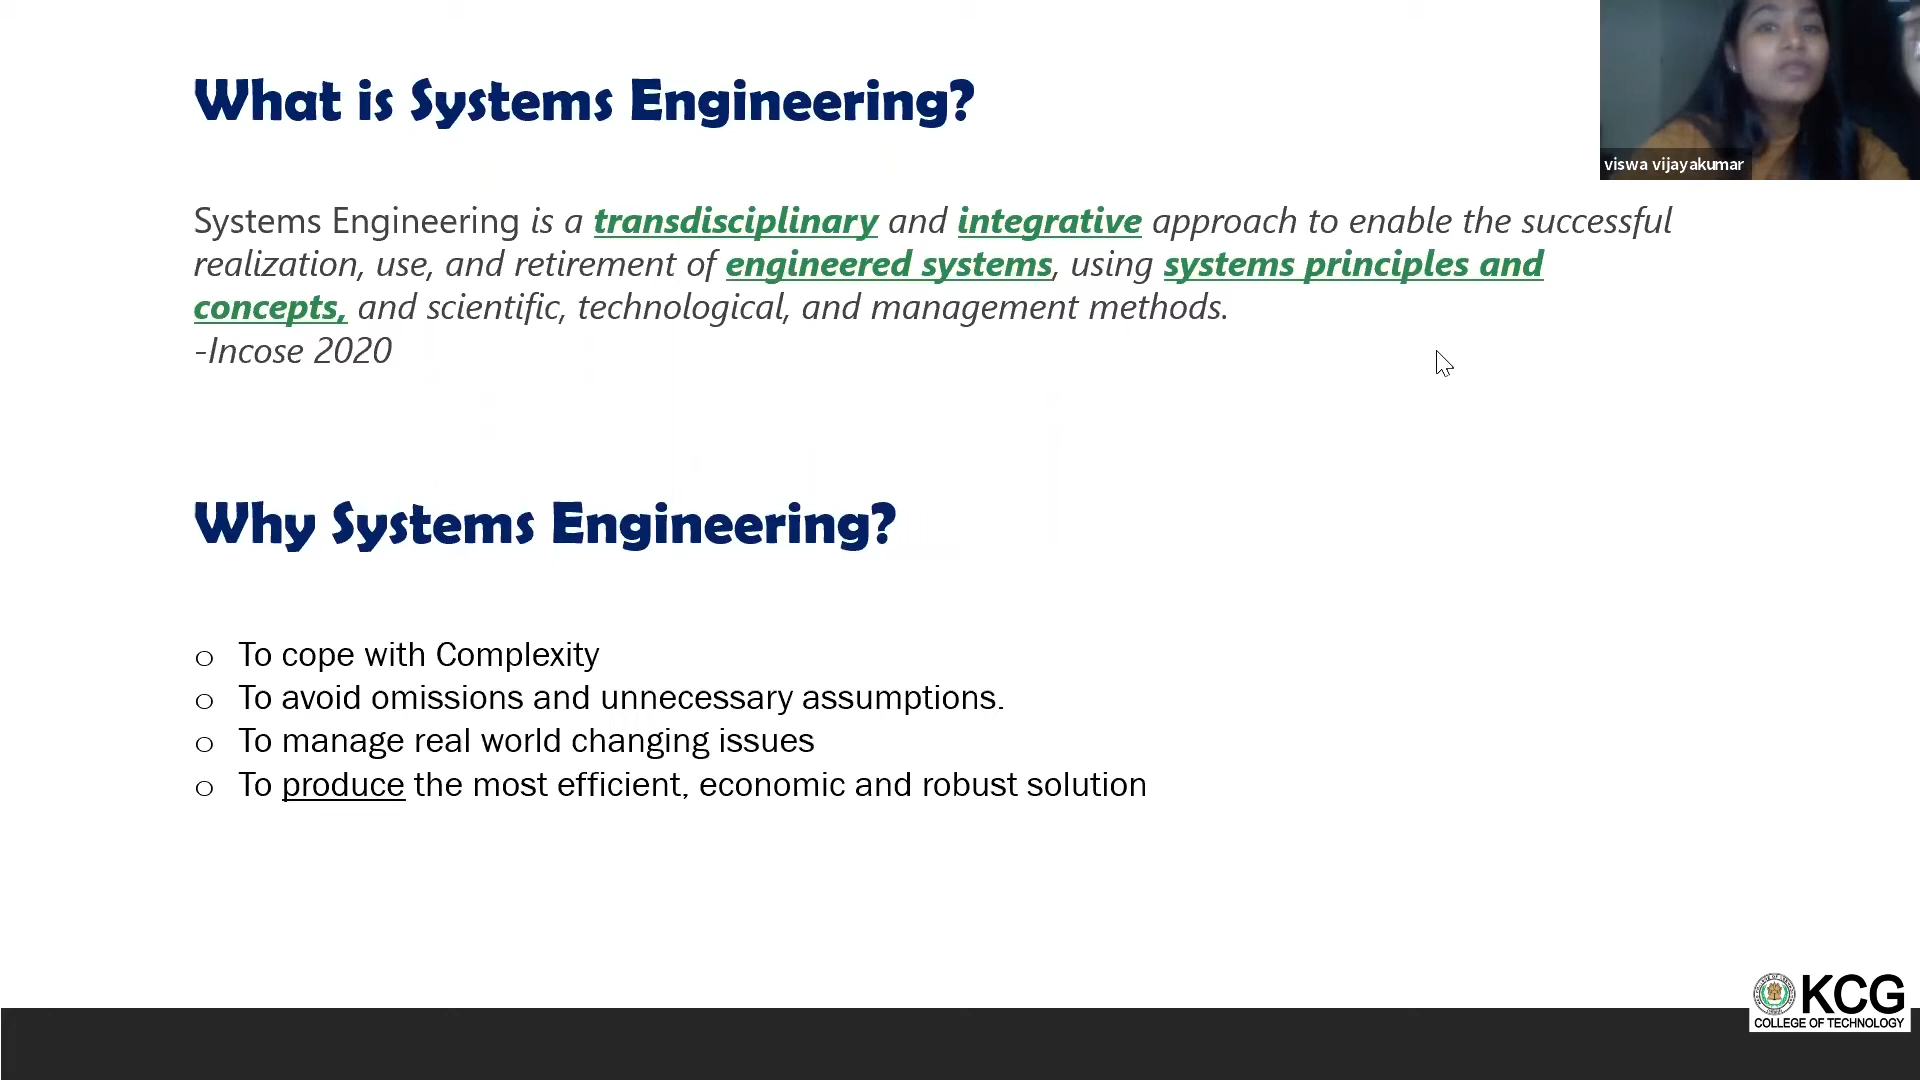 What is Systems Engineering?
viswa vijayakumar
Systems Engineering is a transdisciplinary and integrative approach to enable the successful
realization, use, and retirement of engineered systems, using systems principles and
concepts, and scientific, technological, and management methods.
-Incose 2020
Why Systems Engineering?
o To cope with Complexity
o To avoid omissions and unnecessary assumptions.
o To manage real world changing issues
o To produce the most efficient, economic and robust solution
KCG
COLLEGE OF TECHNOLOGY